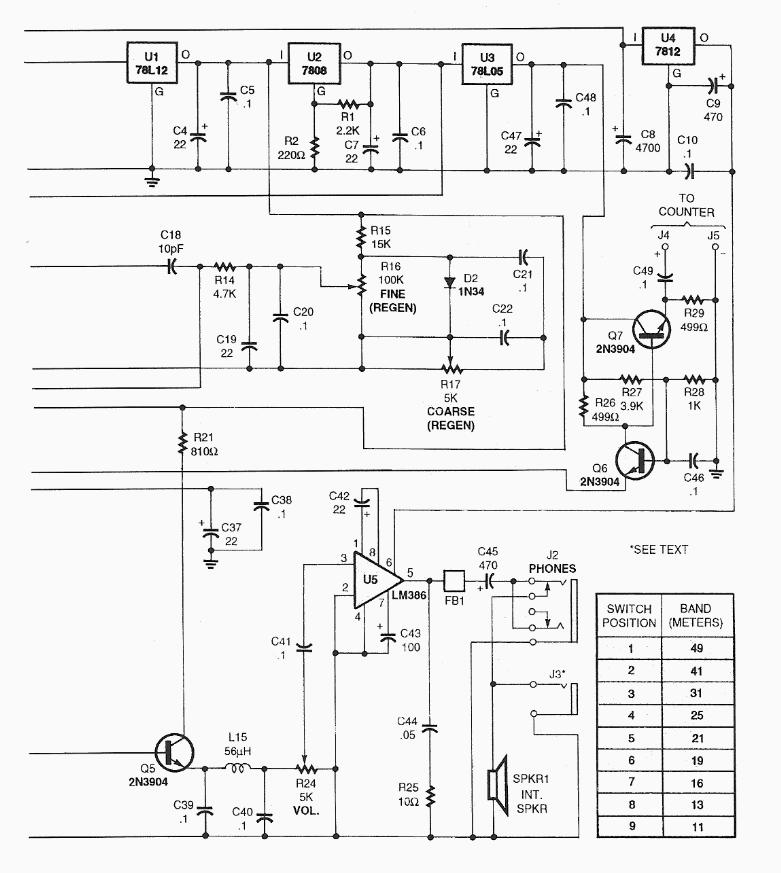 U1
78L12
I
O
G
C4
22
+
C5
.1
U2
7808
I
O
G
R1
2.2K
R2
220Ω
C7
22
+
C6
.1
U3
78L05
I
O
G
C47
22
+
C48
.1
U4
7812
I
O
G
C8
4700
+
C9
470
+
C10
.1
TO
COUNTER
J4
J5
+
−
C49
.1
R29
499Ω
Q7
2N3904
R26
499Ω
R27
3.9K
R28
1K
Q6
2N3904
C46
.1
C18
10pF
R14
4.7K
C19
22
C20
.1
R15
15K
R16
100K
FINE
(REGEN)
D2
1N34
C21
.1
C22
.1
R17
5K
COARSE
(REGEN)
R21
810Ω
C37
22
+
C38
.1
C42
22
+
1
8
6
3
2
5
7
4
U5
LM386
C43
100
+
C41
.1
FB1
C45
470
+
J2
PHONES
J3*
C44
.05
R25
10Ω
SPKR1
INT.
SPKR
Q5
2N3904
L15
56μH
C39
.1
C40
.1
R24
5K
VOL.
*SEE TEXT
SWITCH POSITION BAND (METERS)
1 49
2 41
3 31
4 25
5 21
6 19
7 16
8 13
9 11